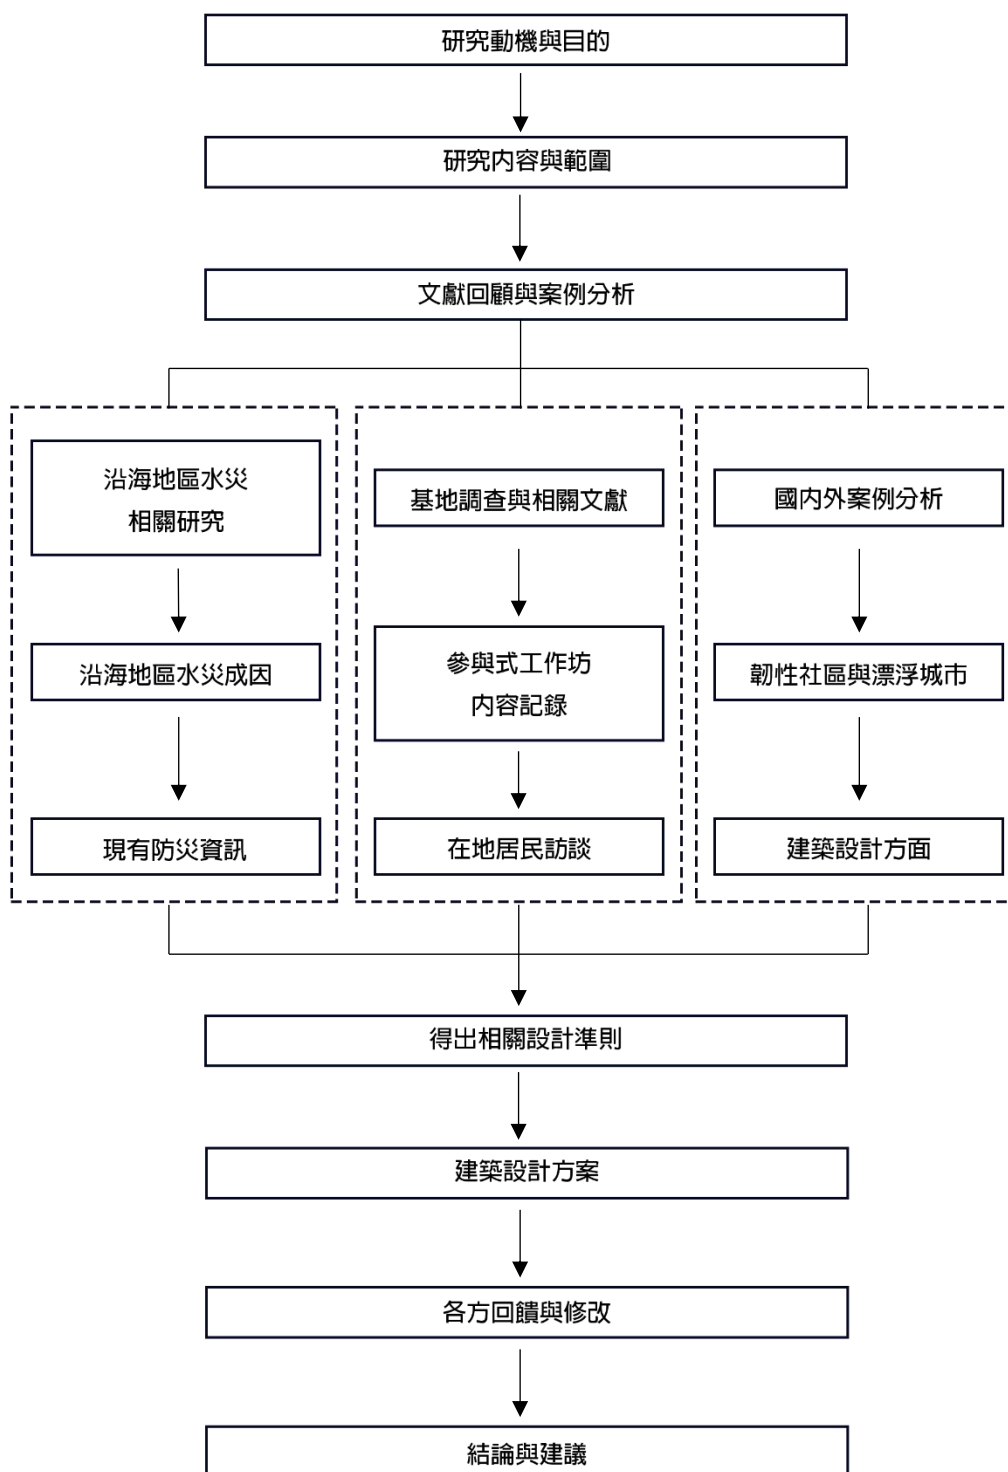 研究動機與目的
研究內容與範圍
文獻回顧與案例分析
沿海地區水災
相關研究
沿海地區水災成因
現有防災資訊
基地調查與相關文獻
參與式工作坊
內容記錄
在地居民訪談
國內外案例分析
韌性社區與漂浮城市
建築設計方面
得出相關設計準則
建築設計方案
各方回饋與修改
結論與建議